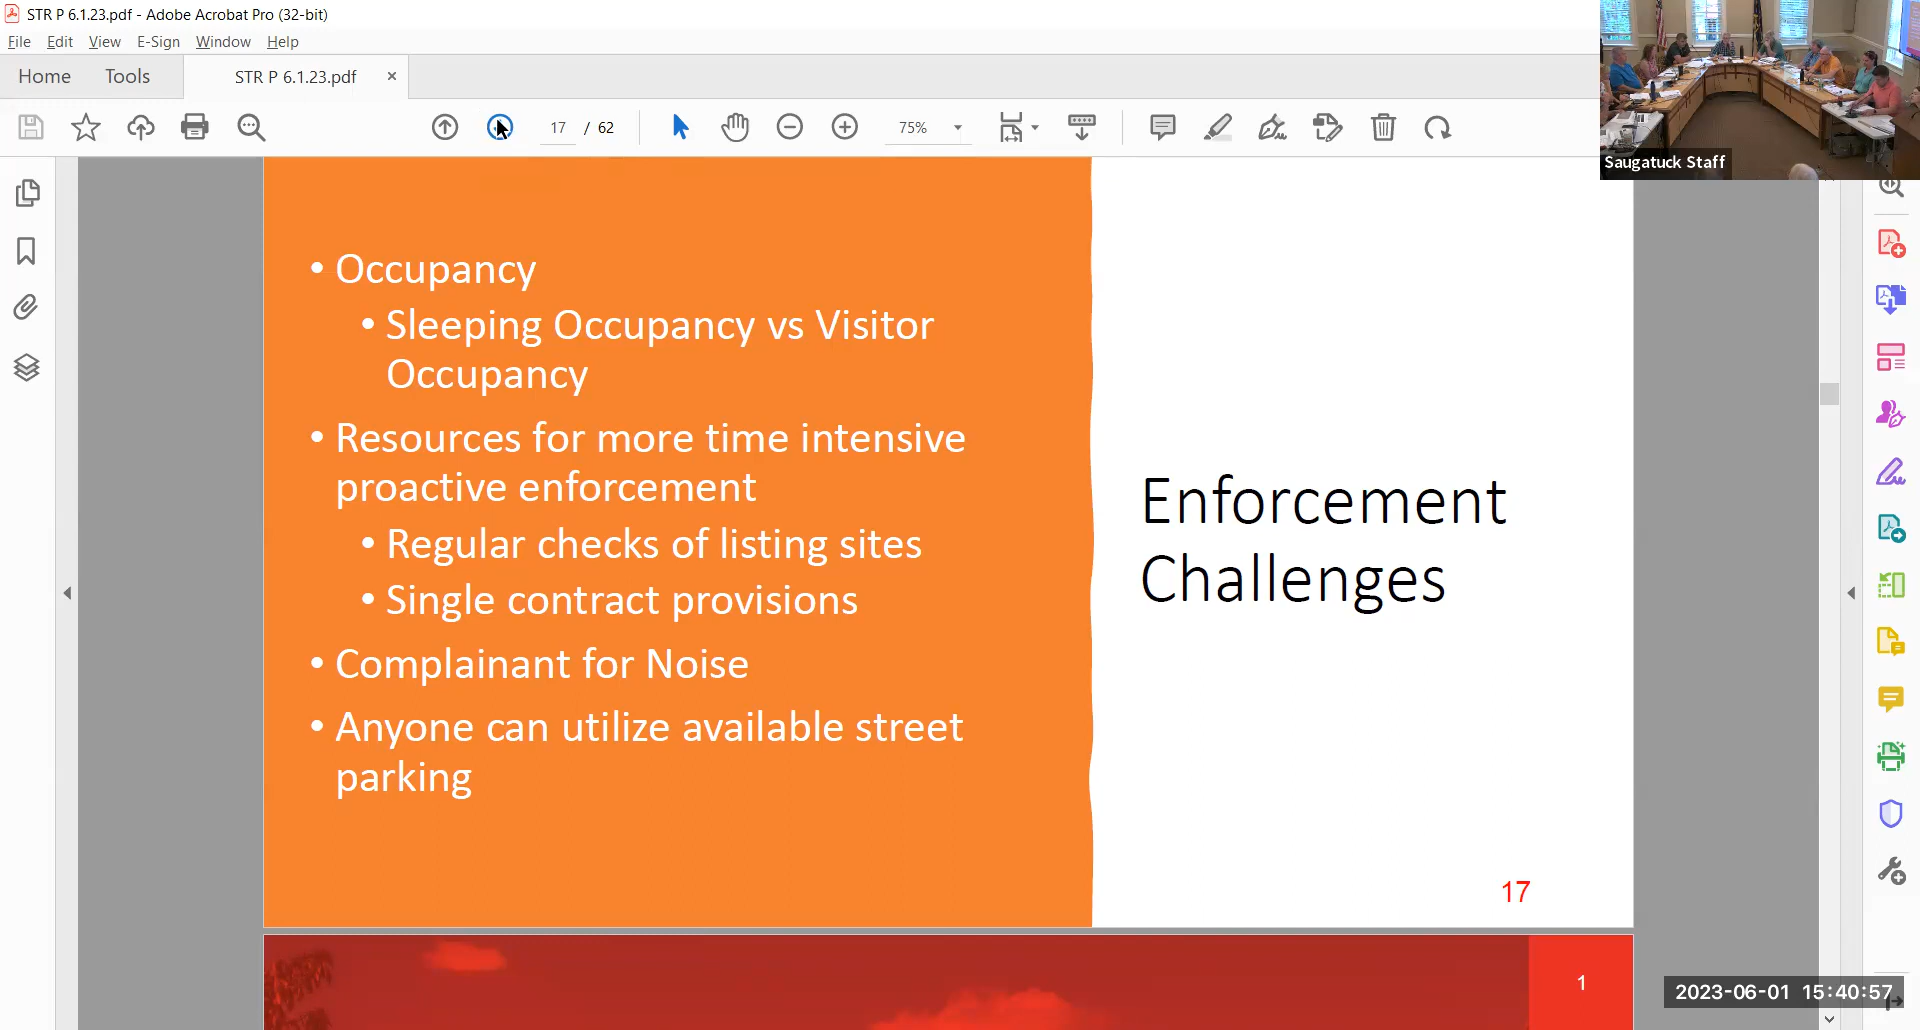 STR P 6.1.23.pdf - Adobe Acrobat Pro (32-bit)
File Edit View E-Sign Window Help
Home Tools STR P 6.1.23.pdf ×
17 / 62 75%
Saugatuck Staff
• Occupancy
• Sleeping Occupancy vs Visitor
Occupancy
• Resources for more time intensive
proactive enforcement
• Regular checks of listing sites
• Single contract provisions
• Complainant for Noise
• Anyone can utilize available street
parking
Enforcement
Challenges
17
1
2023-06-01 15:40:57